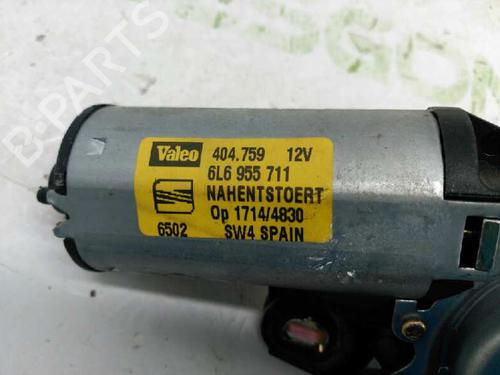 B-PARTS
Valeo 404.759 12V
6L6 955 711
NAHENTSTOERT
Op 1714/4830
6502 SW4 SPAIN